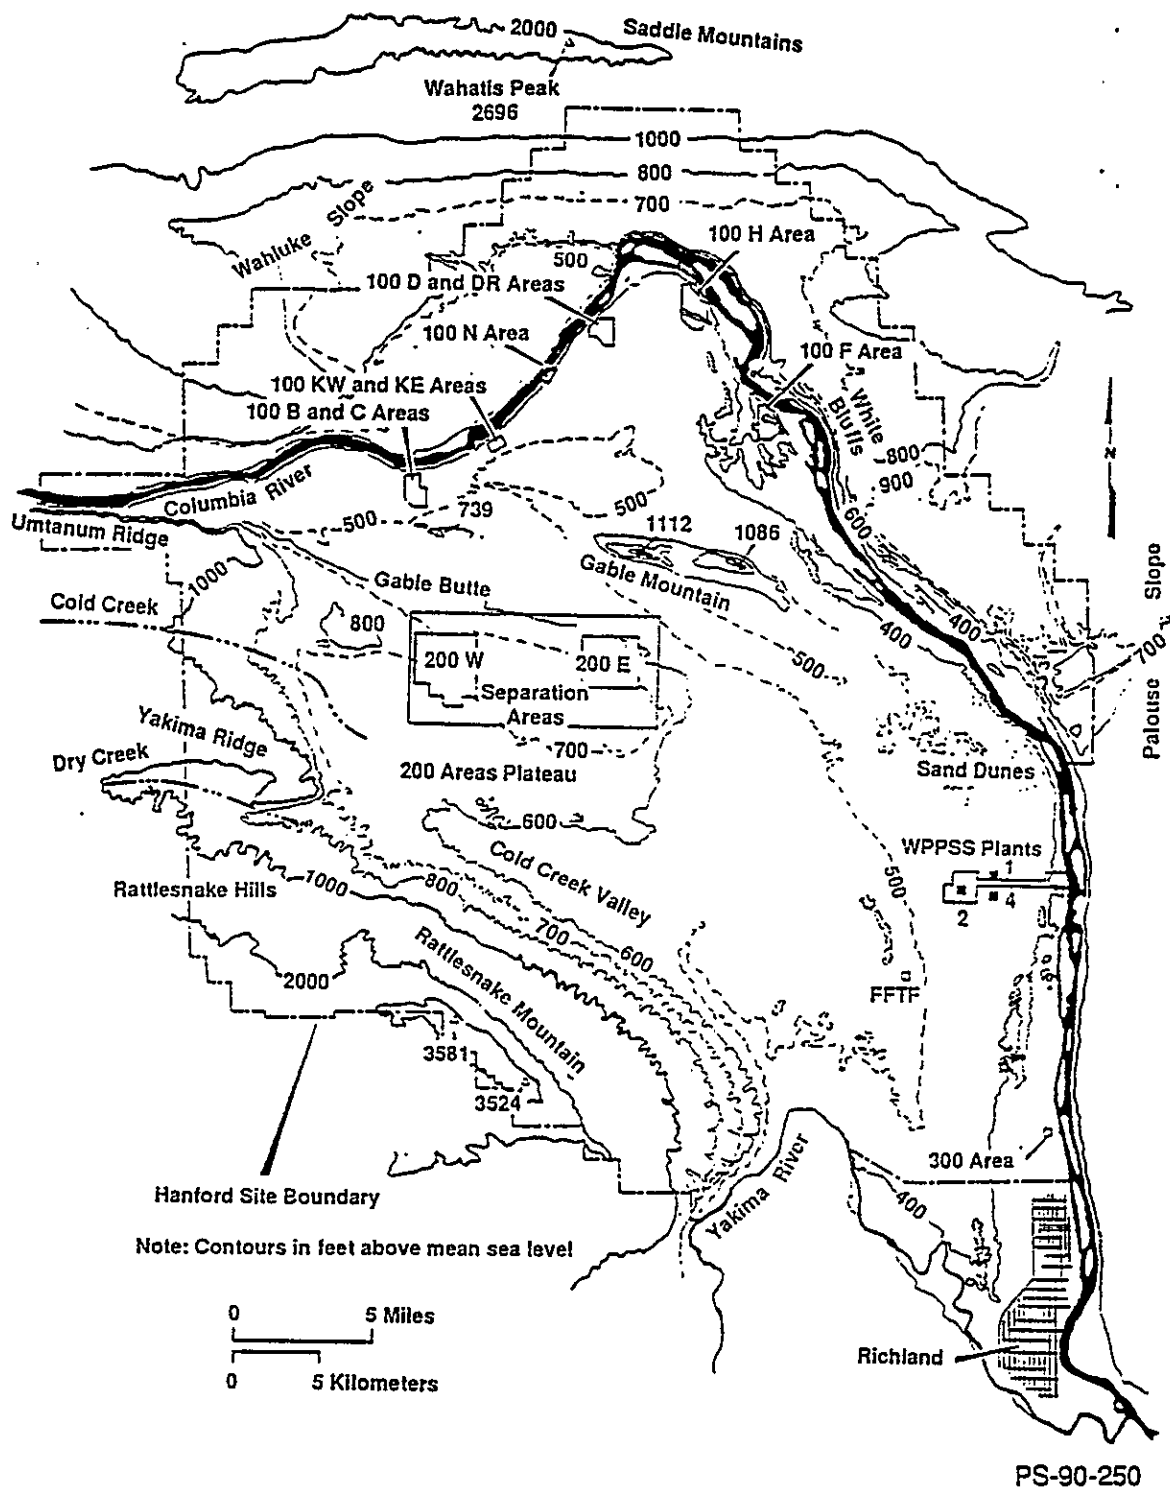 2000
Saddle Mountains
Wahatis Peak
2696
1000
800
700
Wahluke Slope
500
100 H Area
100 D and DR Areas
100 N Area
100 F Area
100 KW and KE Areas
100 B and C Areas
White
Bluffs
800
900
N
Columbia River
Umtanum Ridge
500
739
500
600
1112
1086
Gable Mountain
1000
Gable Butte
Cold Creek
800
400
400
500
700
Palouse Slope
200 W
200 E
Separation
Areas
Yakima Ridge
Dry Creek
700
200 Areas Plateau
Sand Dunes
600
Cold Creek Valley
WPPSS Plants
1
4
2
Rattlesnake Hills
1000
800
700
600
500
Rattlesnake Mountain
2000
FFTF
3581
3524
300 Area
Hanford Site Boundary
Yakima River
400
Note: Contours in feet above mean sea level
0
5 Miles
0
5 Kilometers
Richland
PS-90-250